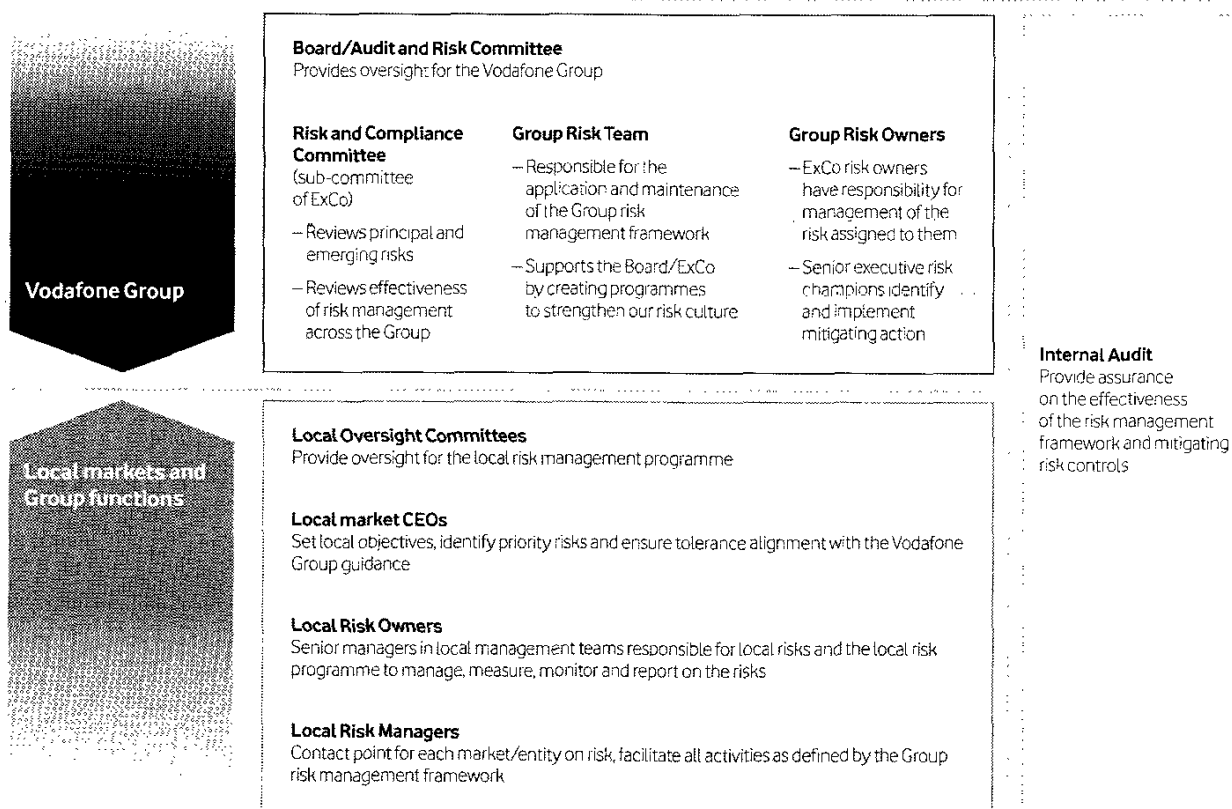 Board/Audit and Risk Committee
Provides oversight for the Vodafone Group
Risk and Compliance
Committee
(sub-committee
of ExCo)
– Reviews principal and
emerging risks
– Reviews effectiveness
of risk management
across the Group
Group Risk Team
– Responsible for the
application and maintenance
of the Group risk
management framework
– Supports the Board/ExCo
by creating programmes
to strengthen our risk culture
Group Risk Owners
– ExCo risk owners
have responsibility for
management of the
risk assigned to them
– Senior executive risk
champions identify
and implement
mitigating action
Vodafone Group
Internal Audit
Provide assurance
on the effectiveness
of the risk management
framework and mitigating
risk controls
Local markets and
Group functions
Local Oversight Committees
Provide oversight for the local risk management programme
Local market CEOs
Set local objectives, identify priority risks and ensure tolerance alignment with the Vodafone
Group guidance
Local Risk Owners
Senior managers in local management teams responsible for local risks and the local risk
programme to manage, measure, monitor and report on the risks
Local Risk Managers
Contact point for each market/entity on risk, facilitate all activities as defined by the Group
risk management framework